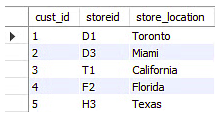 cust_id storeid store_location
1 D1 Toronto
2 D3 Miami
3 T1 California
4 F2 Florida
5 H3 Texas